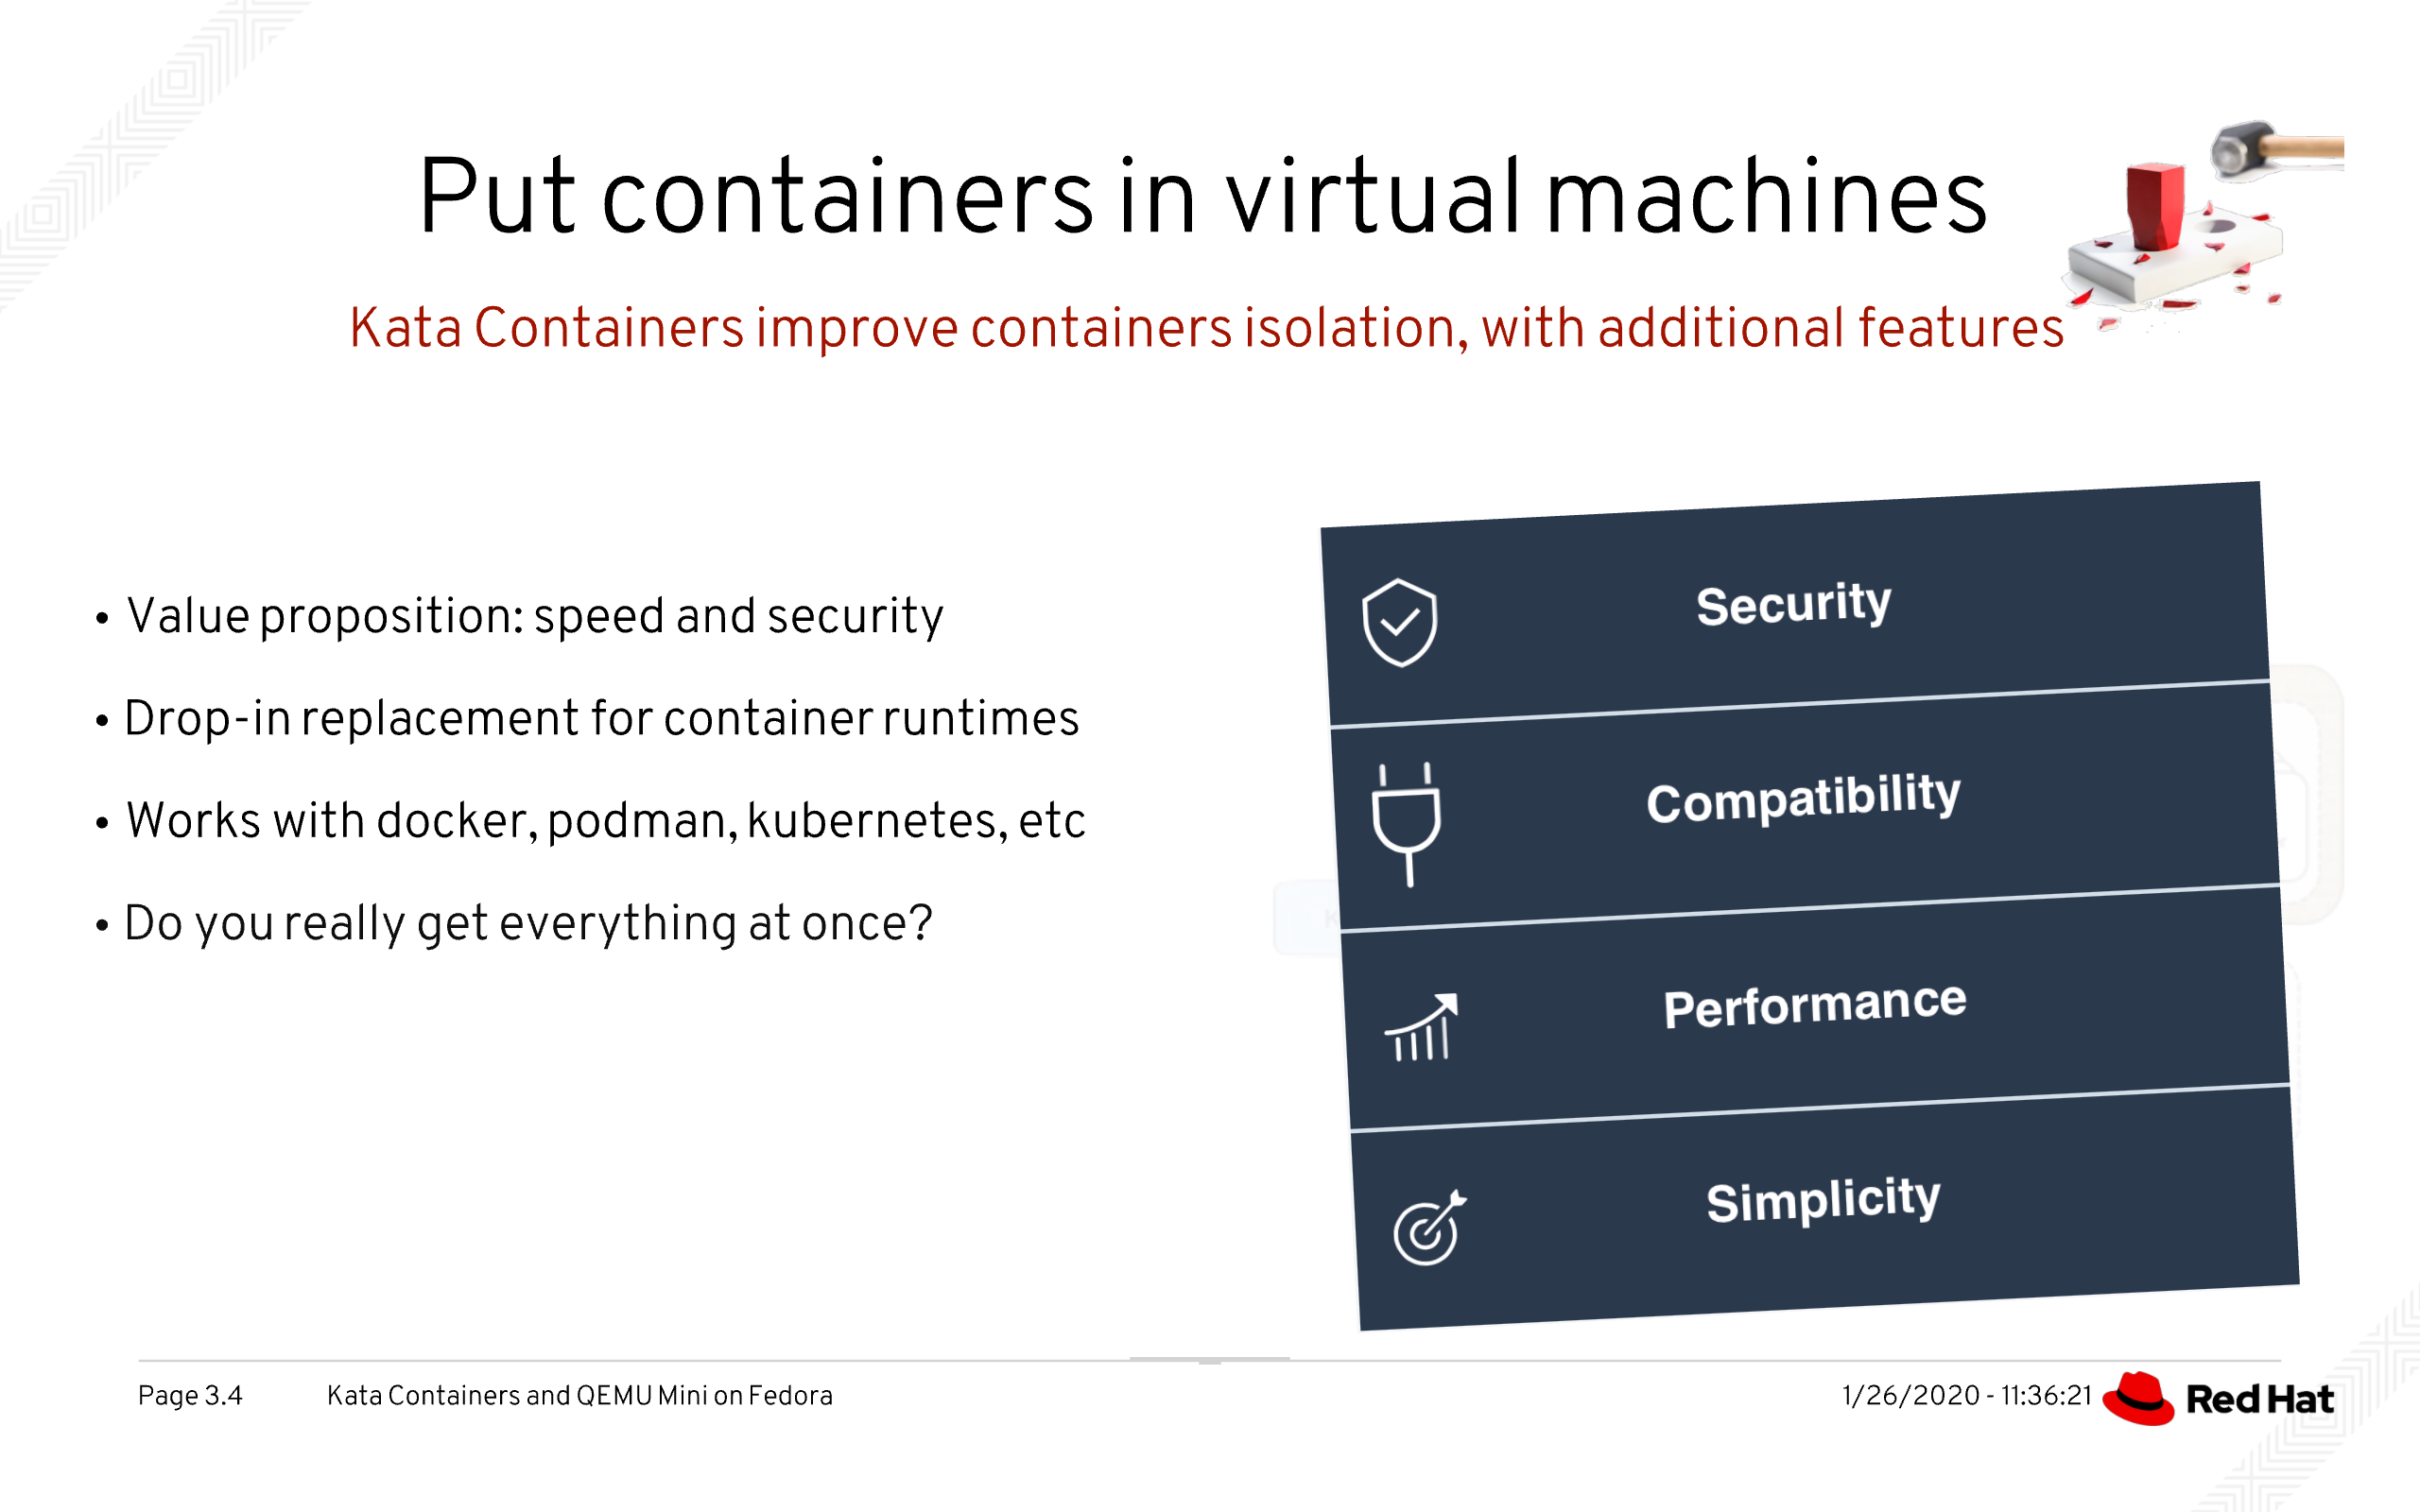 Put containers in virtual machines
Kata Containers improve containers isolation, with additional features
• Value proposition: speed and security
• Drop-in replacement for container runtimes
• Works with docker, podman, kubernetes, etc
• Do you really get everything at once?
Security
Compatibility
Performance
Simplicity
Page 3.4
Kata Containers and QEMU Mini on Fedora
1/26/2020 - 11:36:21
Red Hat